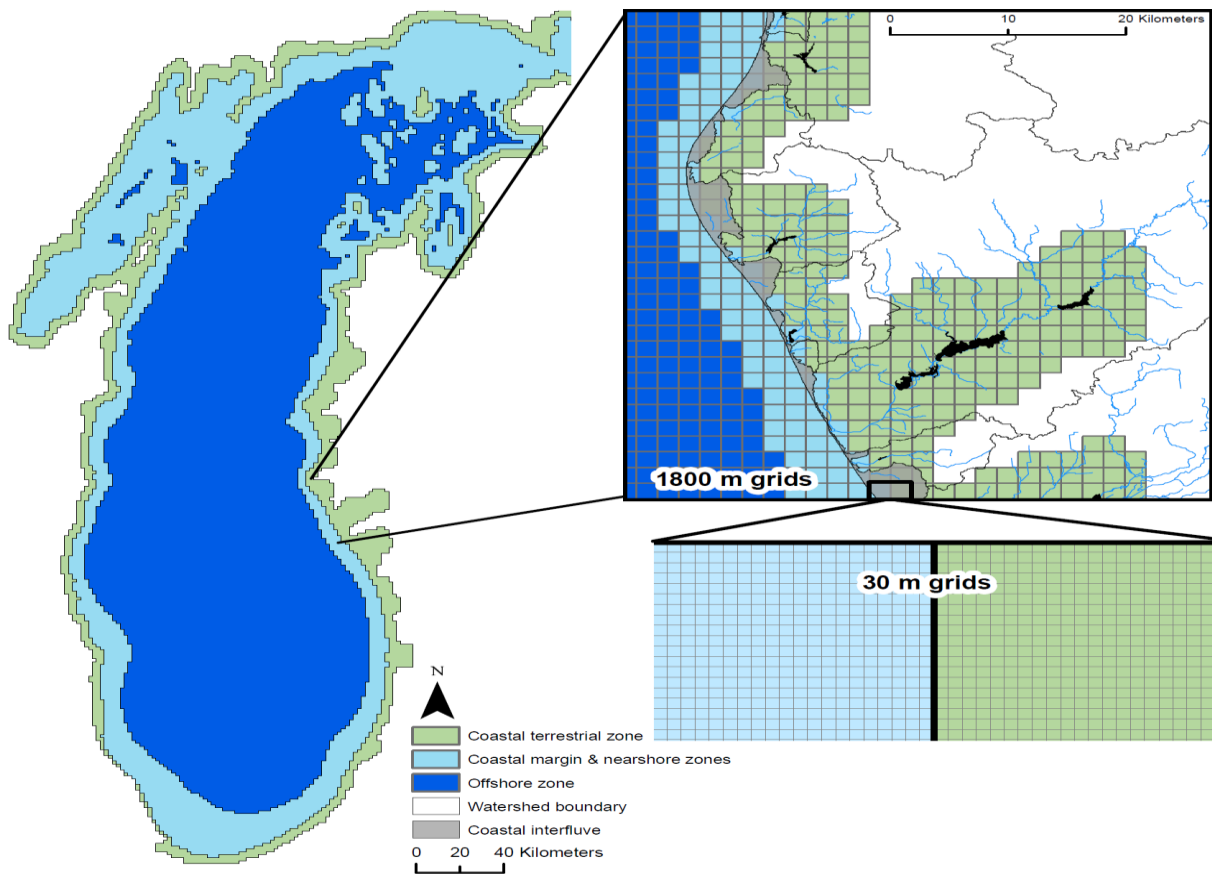 0 10 20 Kilometers
1800 m grids
30 m grids
N
Coastal terrestrial zone
Coastal margin & nearshore zones
Offshore zone
Watershed boundary
Coastal interfluve
0 20 40 Kilometers